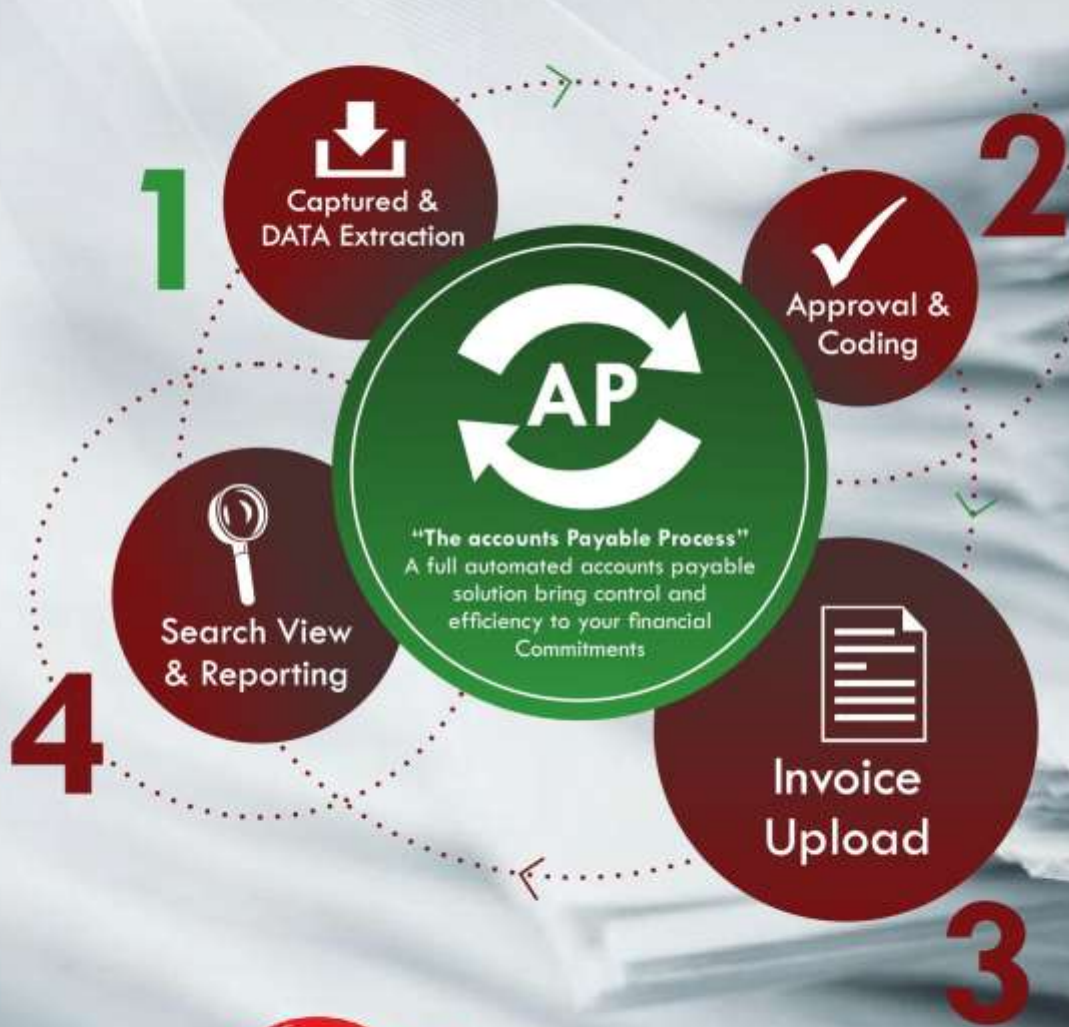 1
Captured &
DATA Extraction
2
Approval &
Coding
AP
“The accounts Payable Process”
A full automated accounts payable
solution bring control and
efficiency to your financial
Commitments
3
Invoice
Upload
4
Search View
& Reporting